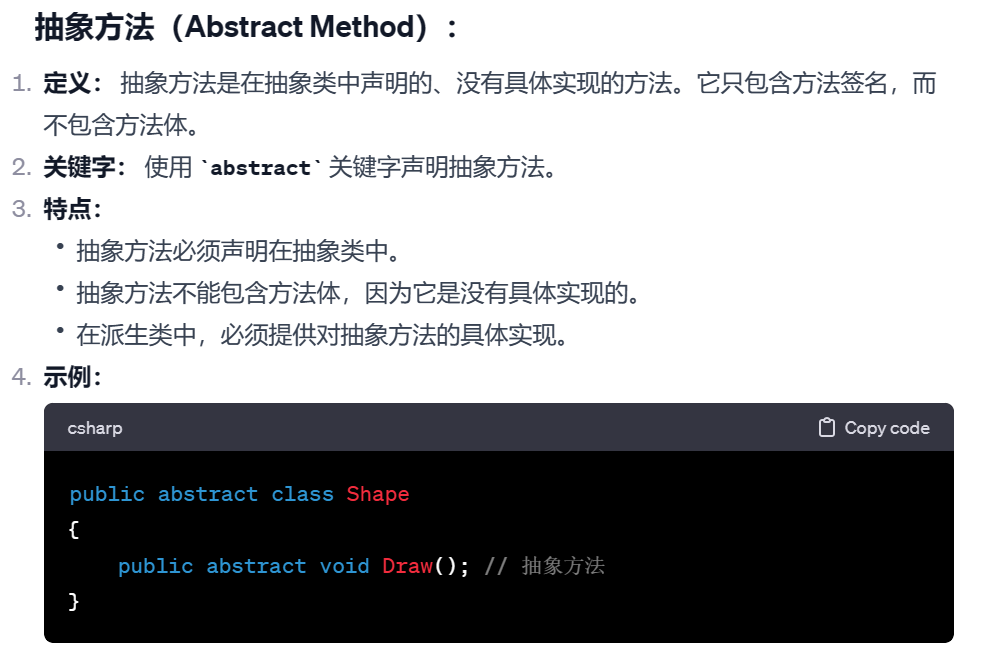 抽象方法（Abstract Method）：
1. 定义： 抽象方法是在抽象类中声明的、没有具体实现的方法。它只包含方法签名，而
不包含方法体。
2. 关键字： 使用 `abstract` 关键字声明抽象方法。
3. 特点：
• 抽象方法必须声明在抽象类中。
• 抽象方法不能包含方法体，因为它是没有具体实现的。
• 在派生类中，必须提供对抽象方法的具体实现。
4. 示例：
csharp Copy code
public abstract class Shape
{
    public abstract void Draw(); // 抽象方法
}